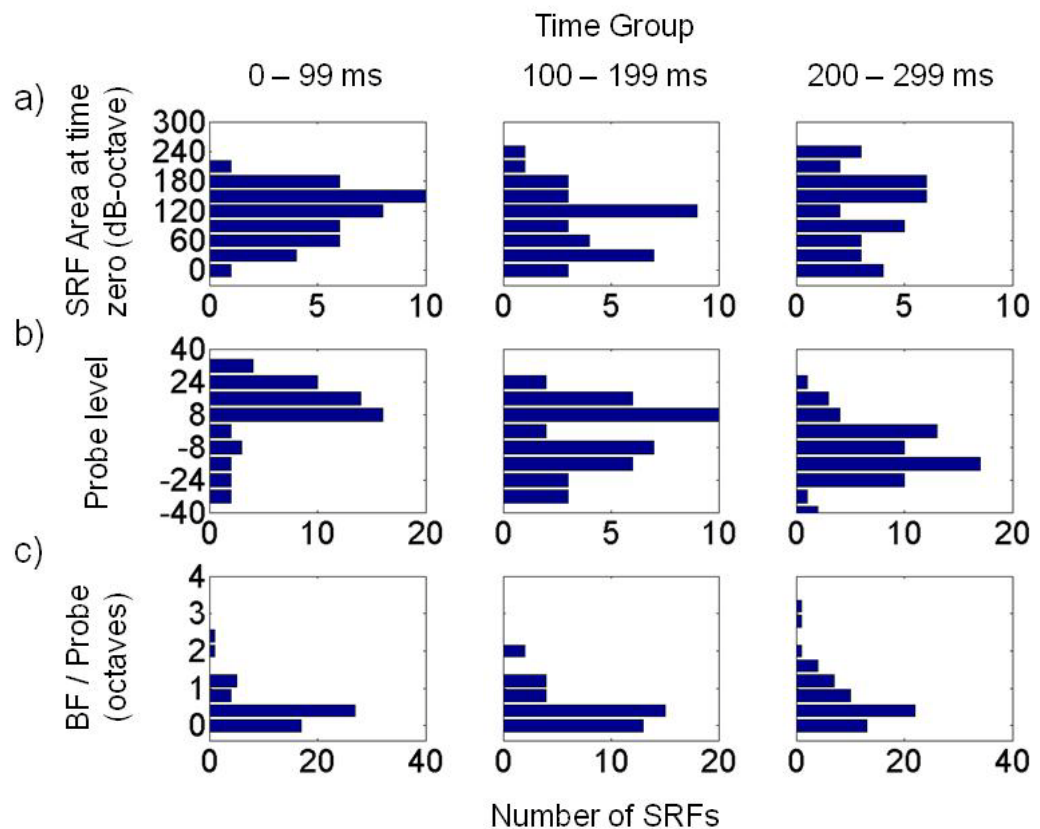 Time Group
0 – 99 ms
100 – 199 ms
200 – 299 ms
a)
SRF Area at time
zero (dB-octave)
300
240
180
120
60
0
0 5 10
0 5 10
0 5 10
b)
Probe level
40
24
8
-8
-24
-40
0 10 20
0 5 10
0 10 20
c)
BF / Probe
(octaves)
4
3
2
1
0
0 20 40
0 10 20
0 20 40
Number of SRFs